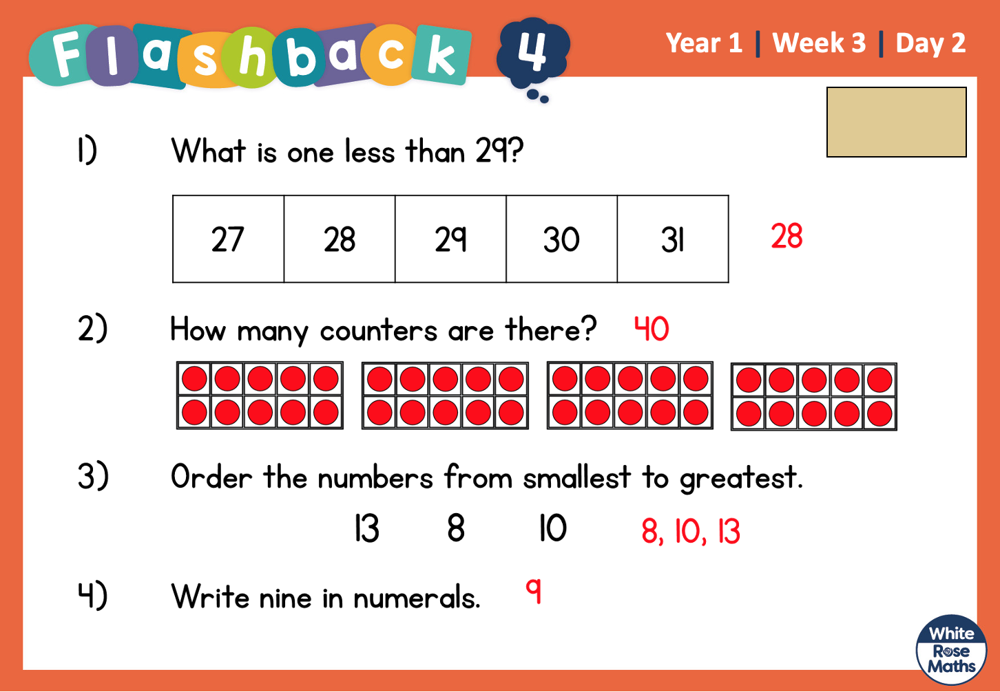 Flashback 4
Year 1 | Week 3 | Day 2
1) What is one less than 29?
27 28 29 30 31 28
2) How many counters are there? 40
3) Order the numbers from smallest to greatest.
13 8 10 8, 10, 13
4) Write nine in numerals. 9
White
Rose
Maths